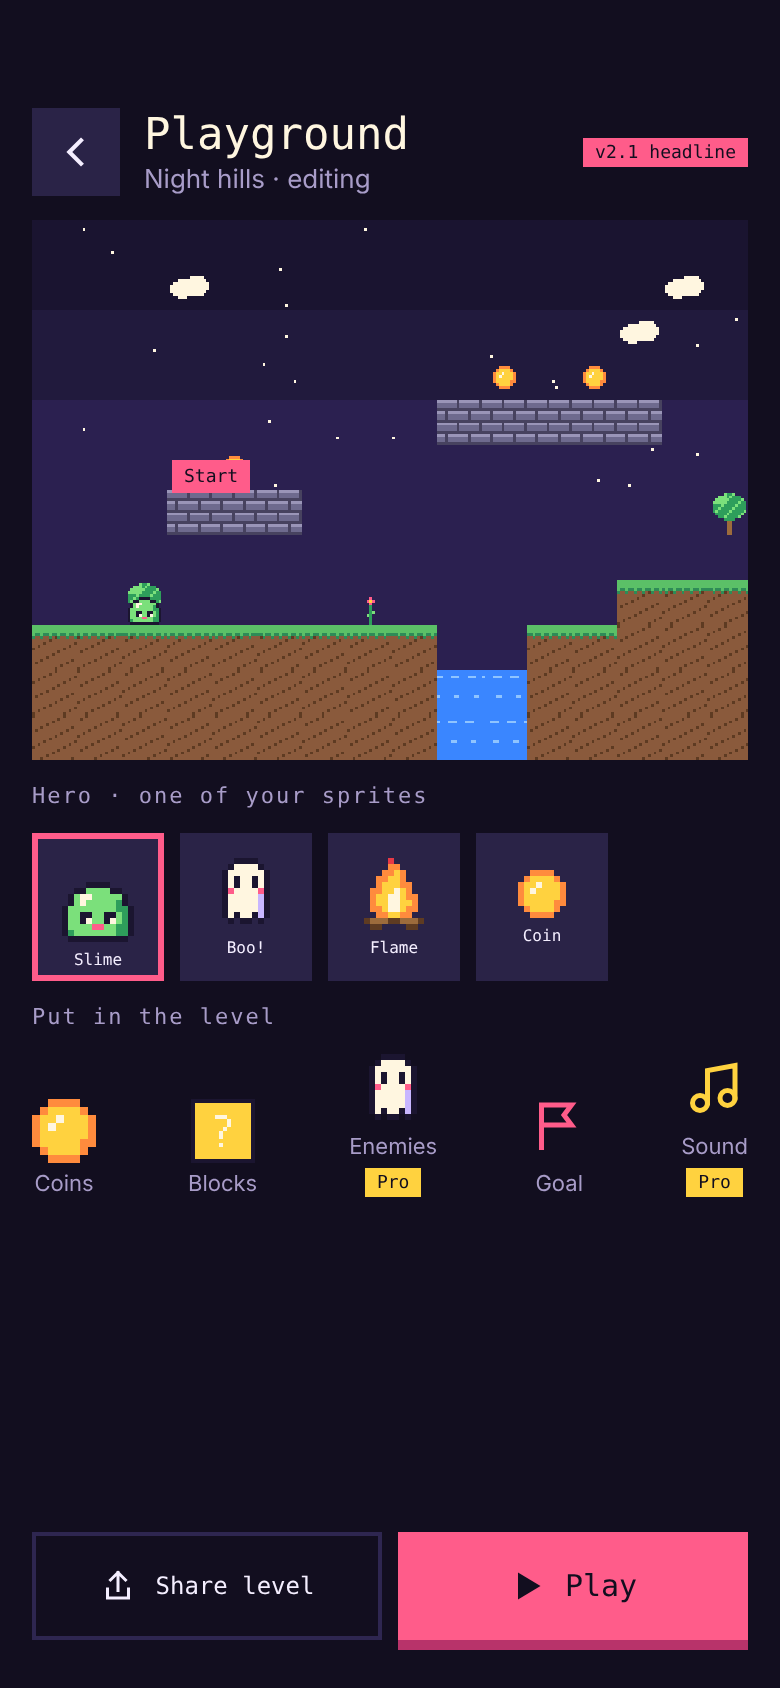 Playground
Night hills · editing
v2.1 headline
Start
Hero · one of your sprites
Slime
Boo!
Flame
Coin
Put in the level
?
Coins
Blocks
Enemies
Pro
Goal
Sound
Pro
Share level
Play